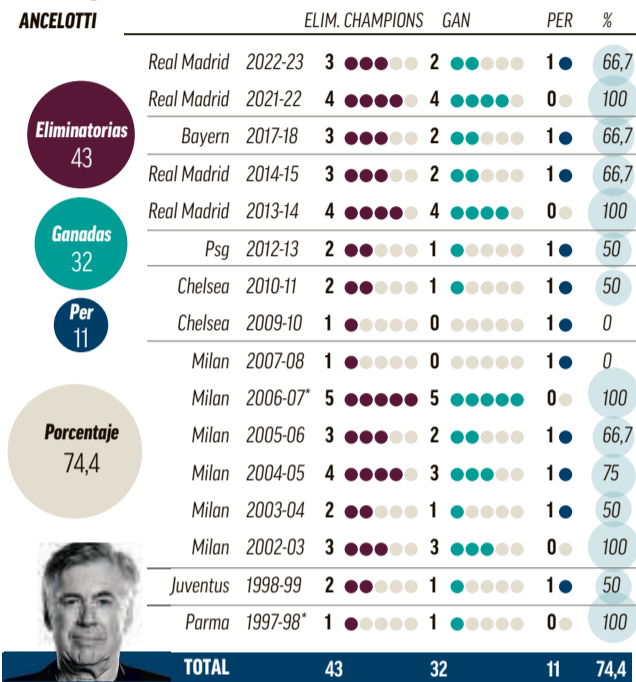 ANCELOTTI ELIM. CHAMPIONS GAN PER %
Real Madrid 2022-23 3 2 1 66,7
Real Madrid 2021-22 4 4 0 100
Bayern 2017-18 3 2 1 66,7
Real Madrid 2014-15 3 2 1 66,7
Real Madrid 2013-14 4 4 0 100
Psg 2012-13 2 1 1 50
Chelsea 2010-11 2 1 1 50
Chelsea 2009-10 1 0 1 0
Milan 2007-08 1 0 1 0
Milan 2006-07* 5 5 0 100
Milan 2005-06 3 2 1 66,7
Milan 2004-05 4 3 1 75
Milan 2003-04 2 1 1 50
Milan 2002-03 3 3 0 100
Juventus 1998-99 2 1 1 50
Parma 1997-98* 1 1 0 100
TOTAL 43 32 11 74,4
Eliminatorias
43
Ganadas
32
Per
11
Porcentaje
74,4